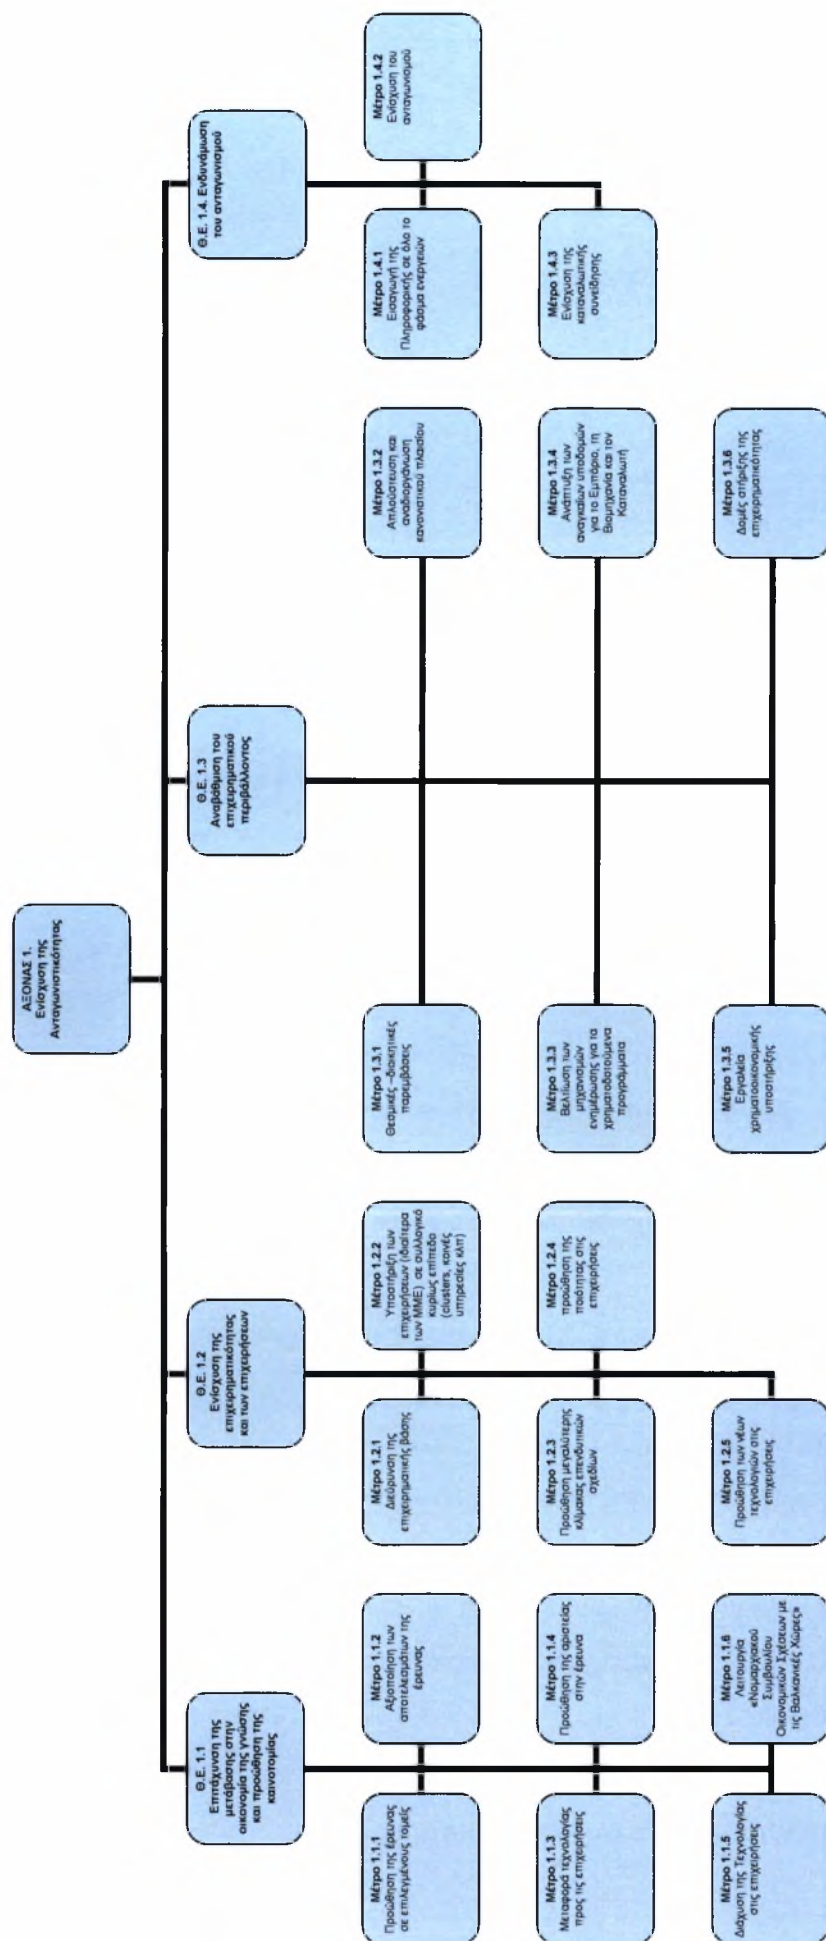 ΑΞΟΝΑΣ 1.
Ενίσχυση της
Ανταγωνιστικότητας
Θ.Ε. 1.1
Επιτάχυνση της
μετάβασης στην
οικονομία της γνώσης
και προώθηση της
καινοτομίας
Μέτρο 1.1.1
Προώθηση της έρευνας
σε επιλεγμένους τομείς
Μέτρο 1.1.2
Αξιοποίηση των
αποτελεσμάτων της
έρευνας
Μέτρο 1.1.3
Μεταφορά τεχνολογίας
προς τις επιχειρήσεις
Μέτρο 1.1.4
Προώθηση της αριστείας
στην έρευνα
Μέτρο 1.1.5
Διάχυση της Τεχνολογίας
στις επιχειρήσεις
Μέτρο 1.1.6
Λειτουργία
«Νομαρχιακού
Συμβουλίου
Οικονομικών Σχέσεων με
τις Βαλκανικές Χώρες»
Θ.Ε. 1.2
Ενίσχυση της
επιχειρηματικότητας
και των επιχειρήσεων
Μέτρο 1.2.1
Διεύρυνση της
επιχειρηματικής βάσης
Μέτρο 1.2.2
Υποστήριξη των
επιχειρήσεων (ιδιαίτερα
των ΜΜΕ) σε συλλογικό
κυρίως επίπεδο
(clusters, κοινές
υπηρεσίες κλπ)
Μέτρο 1.2.3
Προώθηση μεγαλύτερης
κλίμακας επενδυτικών
σχεδίων
Μέτρο 1.2.4
προώθηση της
ποιότητας στις
επιχειρήσεις
Μέτρο 1.2.5
Προώθηση των νέων
τεχνολογιών στις
επιχειρήσεις
Θ.Ε. 1.3
Αναβάθμιση του
επιχειρηματικού
περιβάλλοντος
Μέτρο 1.3.1
Θεσμικές –διοικητικές
παρεμβάσεις
Μέτρο 1.3.2
Απλούστευση και
αναδιοργάνωση
κανονιστικού πλαισίου
Μέτρο 1.3.3
Βελτίωση των
μηχανισμών
ενημέρωσης για τα
χρηματοδοτούμενα
προγράμματα
Μέτρο 1.3.4
Ανάπτυξη των
αναγκαίων υποδομών
για το Εμπόριο, τη
Βιομηχανία και τον
Καταναλωτή
Μέτρο 1.3.5
Εργαλεία
χρηματοοικονομικής
υποστήριξης
Μέτρο 1.3.6
Δομές στήριξης της
επιχειρηματικότητας
Θ.Ε. 1.4. Ενδυνάμωση
του ανταγωνισμού
Μέτρο 1.4.1
Εισαγωγή της
Πληροφορικής σε όλο το
φάσμα ενεργειών
Μέτρο 1.4.2
Ενίσχυση του
ανταγωνισμού
Μέτρο 1.4.3
Ενίσχυση της
καταναλωτικής
συνείδησης